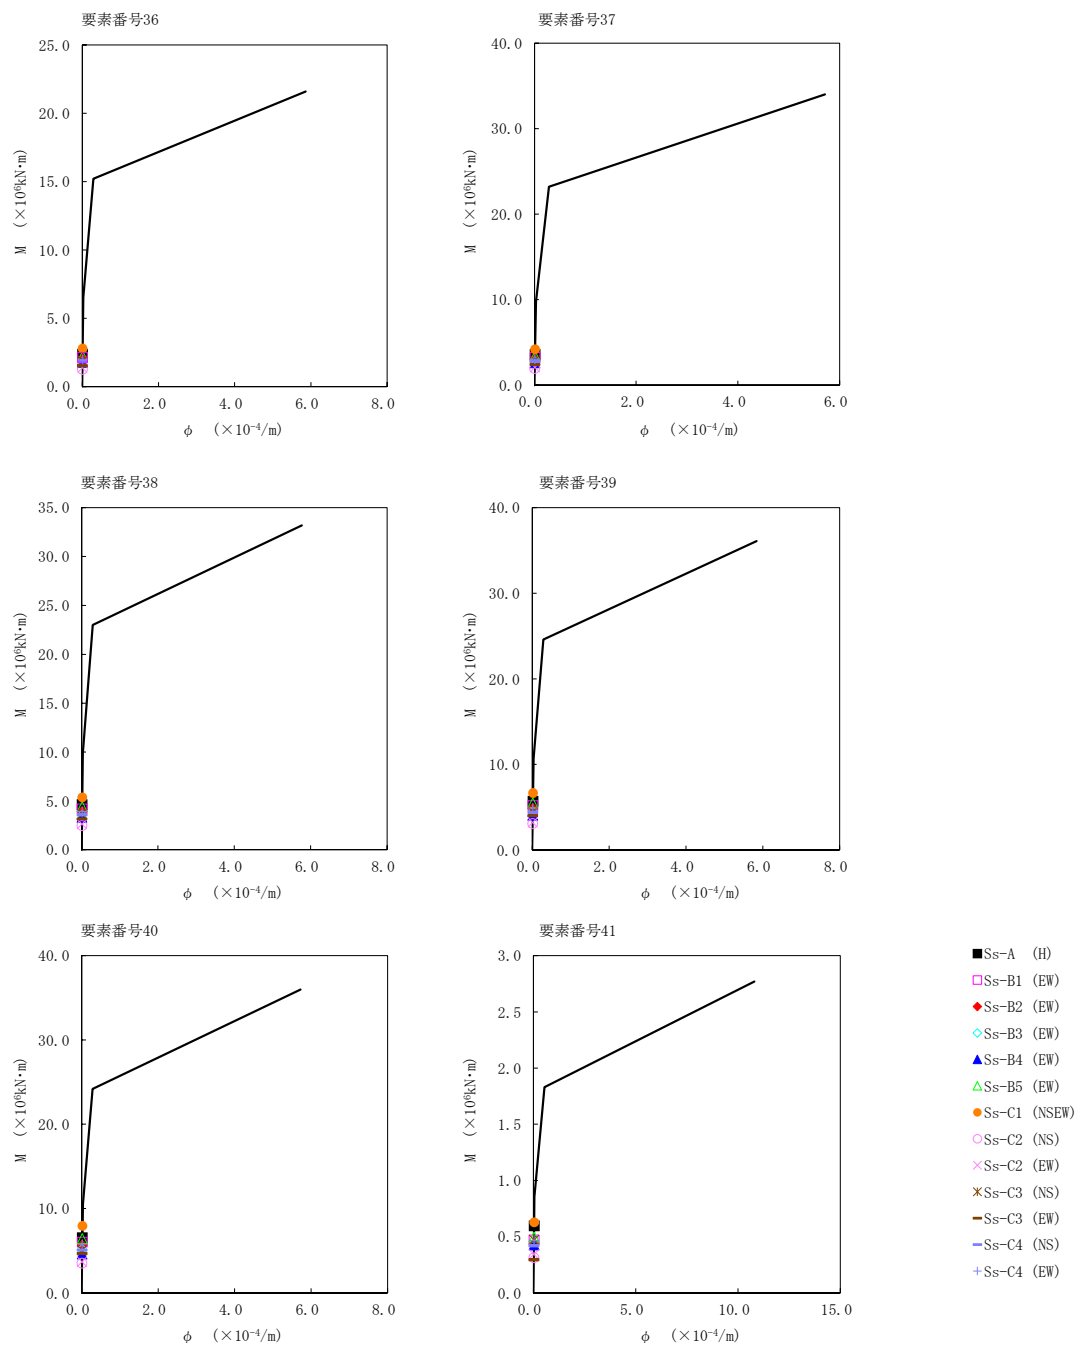 要素番号36
25.0
20.0
15.0
10.0
5.0
0.0
M (×10⁶kN・m)
0.0 2.0 4.0 6.0 8.0
φ (×10⁻⁴/m)
要素番号37
40.0
30.0
20.0
10.0
0.0
M (×10⁶kN・m)
0.0 2.0 4.0 6.0
φ (×10⁻⁴/m)
要素番号38
35.0
30.0
25.0
20.0
15.0
10.0
5.0
0.0
M (×10⁶kN・m)
0.0 2.0 4.0 6.0 8.0
φ (×10⁻⁴/m)
要素番号39
40.0
30.0
20.0
10.0
0.0
M (×10⁶kN・m)
0.0 2.0 4.0 6.0 8.0
φ (×10⁻⁴/m)
要素番号40
40.0
30.0
20.0
10.0
0.0
M (×10⁶kN・m)
0.0 2.0 4.0 6.0 8.0
φ (×10⁻⁴/m)
要素番号41
3.0
2.5
2.0
1.5
1.0
0.5
0.0
M (×10⁶kN・m)
0.0 5.0 10.0 15.0
φ (×10⁻⁴/m)
Ss-A (H)
Ss-B1 (EW)
Ss-B2 (EW)
Ss-B3 (EW)
Ss-B4 (EW)
Ss-B5 (EW)
Ss-C1 (NSEW)
Ss-C2 (NS)
Ss-C2 (EW)
Ss-C3 (NS)
Ss-C3 (EW)
Ss-C4 (NS)
Ss-C4 (EW)